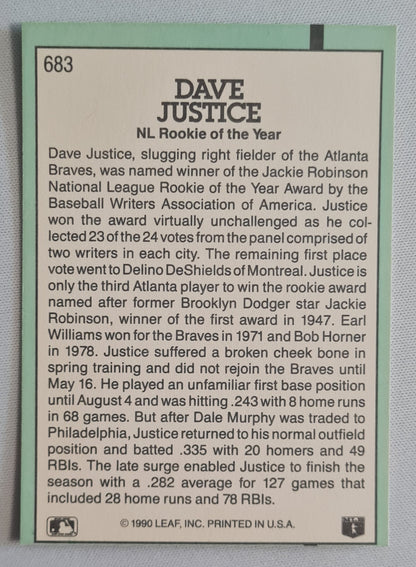 683
DAVE
JUSTICE
NL Rookie of the Year
Dave Justice, slugging right fielder of the Atlanta
Braves, was named winner of the Jackie Robinson
National League Rookie of the Year Award by the
Baseball Writers Association of America. Justice
won the award virtually unchallenged as he col-
lected 23 of the 24 votes from the panel comprised of
two writers in each city. The remaining first place
vote went to Delino DeShields of Montreal. Justice is
only the third Atlanta player to win the rookie award
named after former Brooklyn Dodger star Jackie
Robinson, winner of the first award in 1947. Earl
Williams won for the Braves in 1971 and Bob Horner
in 1978. Justice suffered a broken cheek bone in
spring training and did not rejoin the Braves until
May 16. He played an unfamiliar first base position
until August 4 and was hitting .243 with 8 home runs
in 68 games. But after Dale Murphy was traded to
Philadelphia, Justice returned to his normal outfield
position and batted .335 with 20 homers and 49
RBIs. The late surge enabled Justice to finish the
season with a .282 average for 127 games that
included 28 home runs and 78 RBIs.
© 1990 LEAF, INC. PRINTED IN U.S.A.